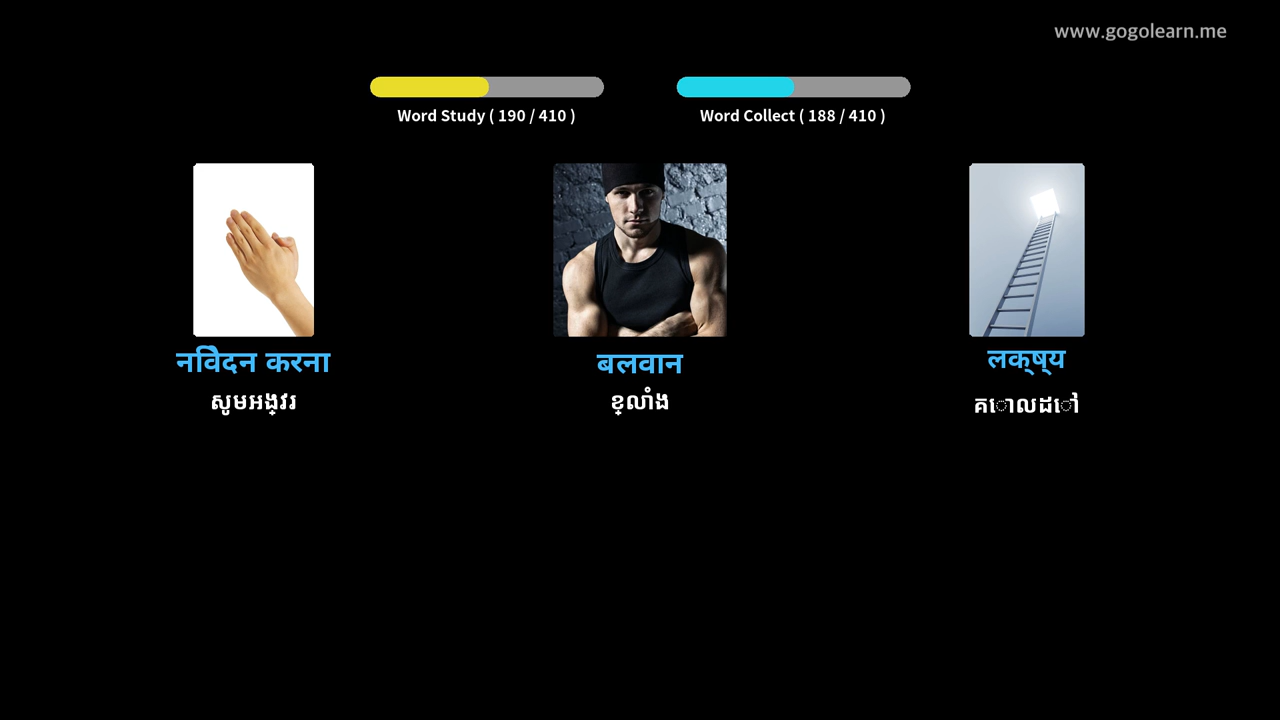 www.gogolearn.me
Word Study ( 190 / 410 )
Word Collect ( 188 / 410 )
निवेदन करना
बलवान
लक्ष्य
សូមអង្វរ
ខ្លាំង
គោលដៅ